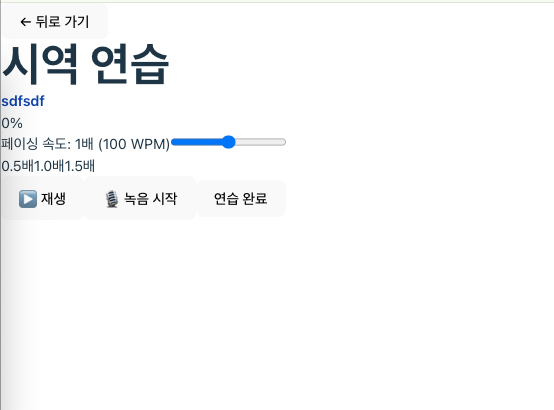 ← 뒤로 가기
시역 연습
sdfsdf
0%
페이싱 속도: 1배 (100 WPM)
0.5배1.0배1.5배
재생 녹음 시작 연습 완료